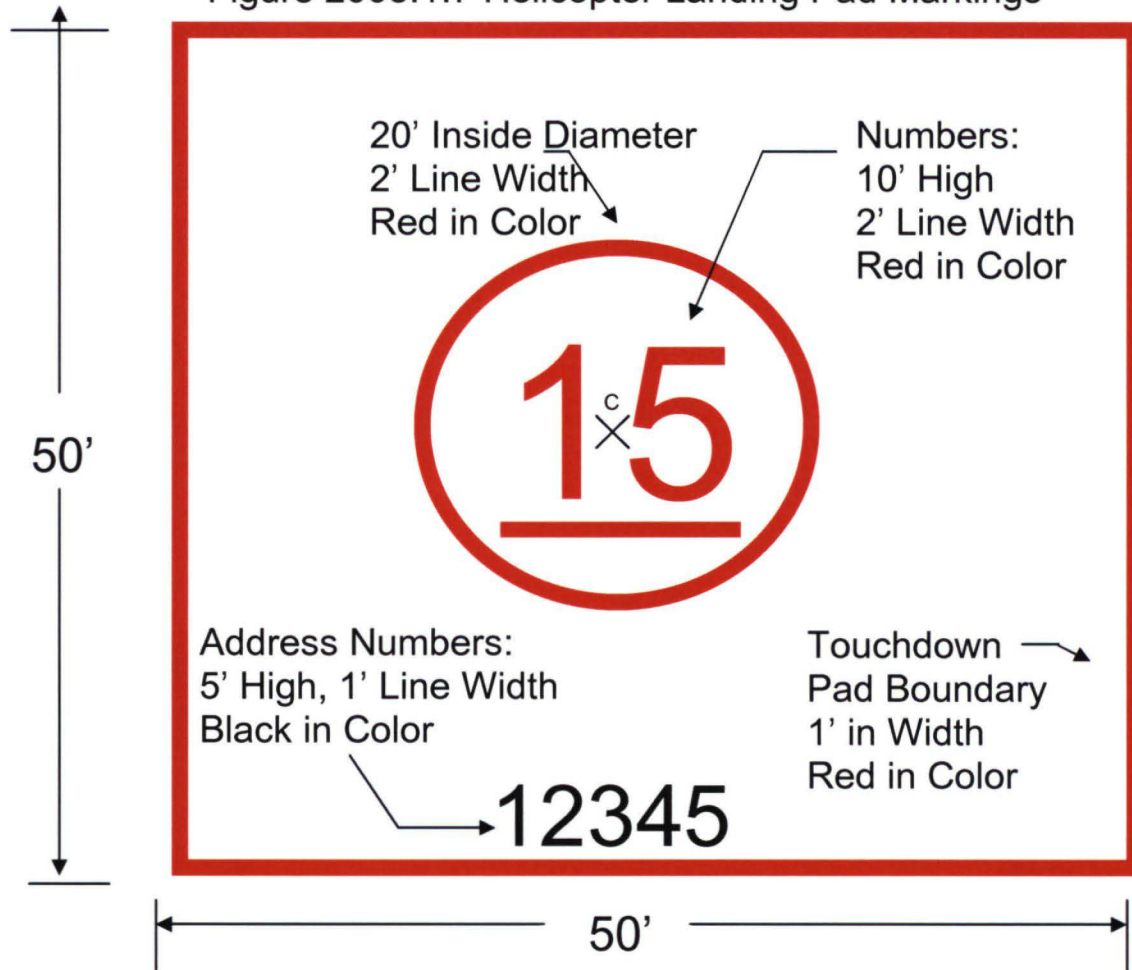 20’ Inside Diameter
2’ Line Width
Red in Color
Numbers:
10’ High
2’ Line Width
Red in Color
50’
15
C
Address Numbers:
5’ High, 1’ Line Width
Black in Color
Touchdown
Pad Boundary
1’ in Width
Red in Color
12345
50’